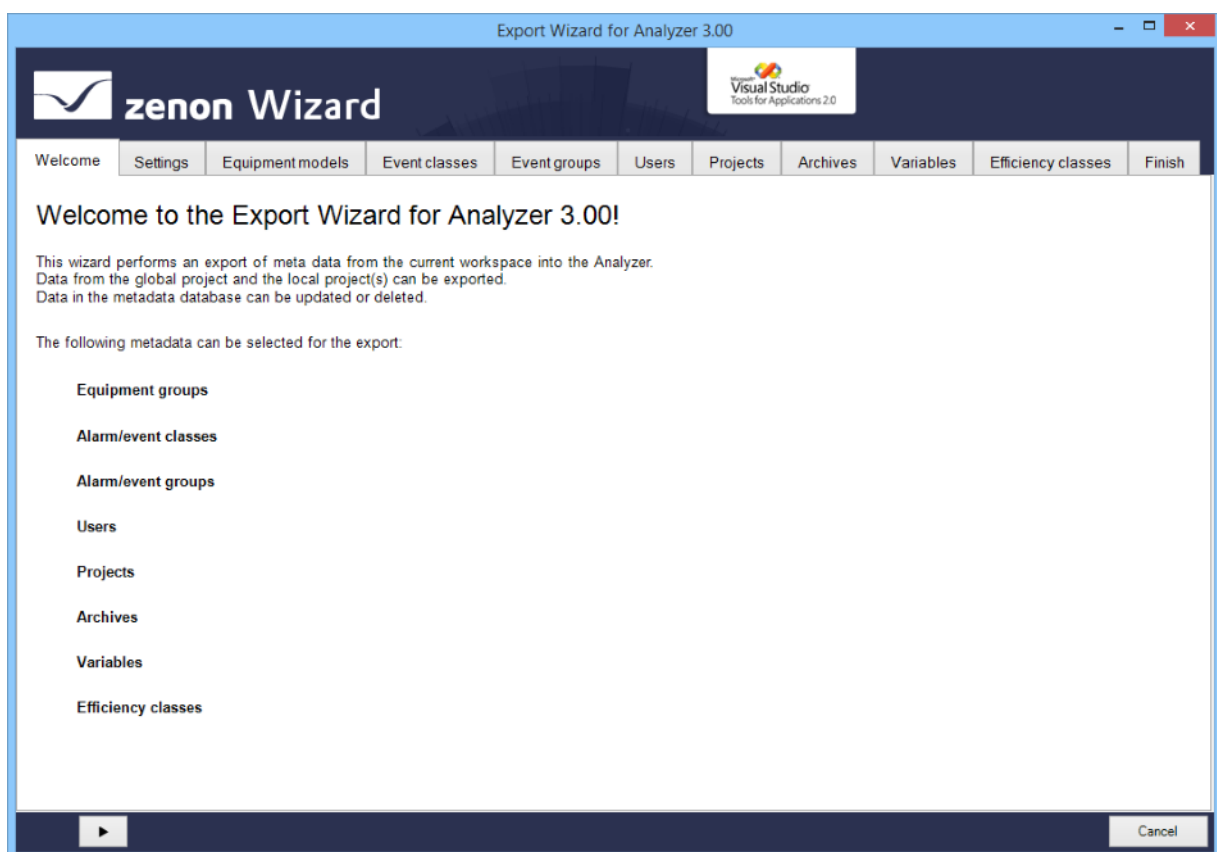 Export Wizard for Analyzer 3.00
zenon Wizard
Microsoft
Visual Studio
Tools for Applications 2.0
Welcome
Settings
Equipment models
Event classes
Event groups
Users
Projects
Archives
Variables
Efficiency classes
Finish
Welcome to the Export Wizard for Analyzer 3.00!
This wizard performs an export of meta data from the current workspace into the Analyzer.
Data from the global project and the local project(s) can be exported.
Data in the metadata database can be updated or deleted.
The following metadata can be selected for the export:
Equipment groups
Alarm/event classes
Alarm/event groups
Users
Projects
Archives
Variables
Efficiency classes
Cancel